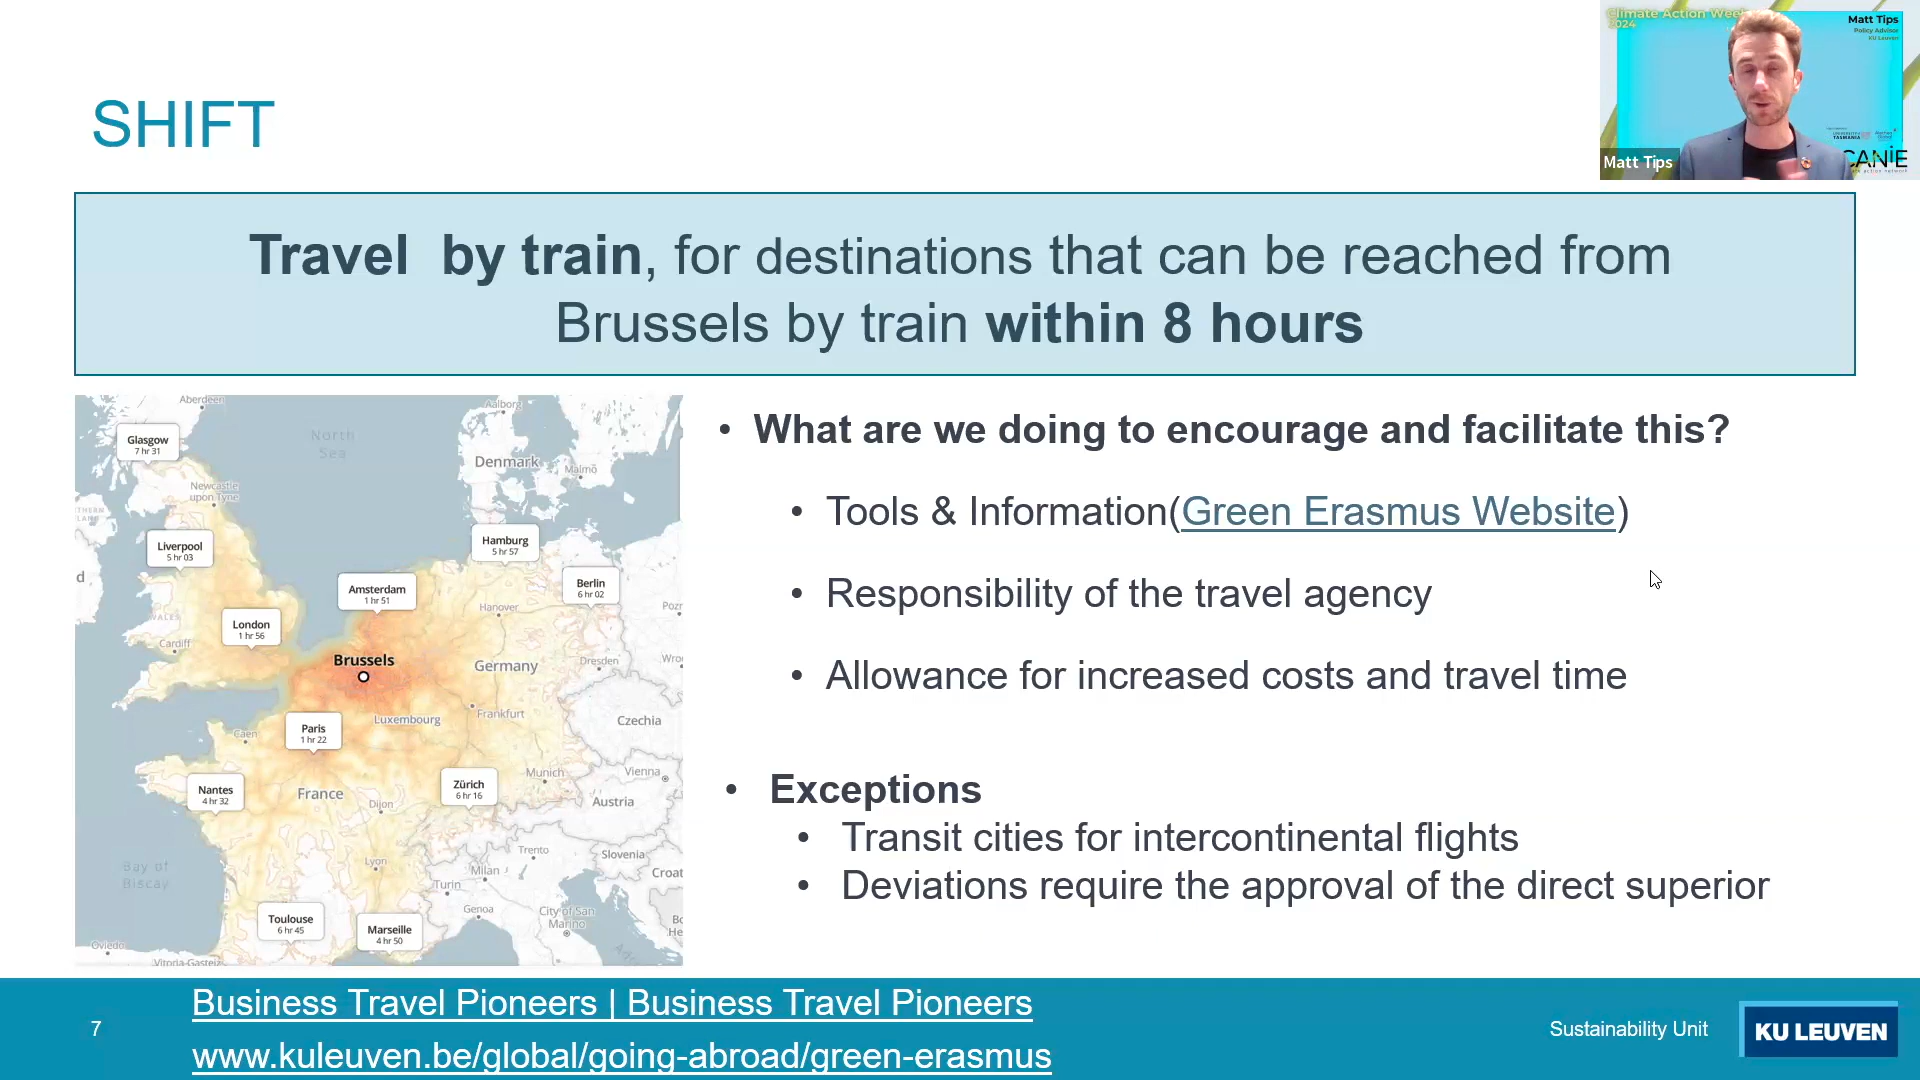 Climate Action Week
2024
Matt Tips
Policy Advisor
KU Leuven
UNIVERSITY of
TASMANIA
CANIE
Matt Tips
SHIFT
Travel by train, for destinations that can be reached from
Brussels by train within 8 hours
Aberdeen
Aalborg
Glasgow
7 hr 31
North
Sea
Denmark
Malmö
Newcastle
upon Tyne
Liverpool
5 hr 03
Hamburg
5 hr 57
d
Amsterdam
1 hr 51
Berlin
6 hr 02
Hanover
Pozn
London
1 hr 56
WALES
Cardiff
Brussels
Germany
Dresden
Wro
Luxembourg
Frankfurt
Czechia
Paris
1 hr 22
Caen
Munich
Vienna
Nantes
4 hr 32
France
Zürich
6 hr 16
Dijon
Austria
Bay of
Biscay
Lyon
Trento
Slovenia
Milan
Turin
Croat
Toulouse
6 hr 45
Marseille
4 hr 50
Genoa
City of San
Marino
Oviedo
Vitoria-Gasteiz
• What are we doing to encourage and facilitate this?
• Tools & Information(Green Erasmus Website)
• Responsibility of the travel agency
• Allowance for increased costs and travel time
• Exceptions
• Transit cities for intercontinental flights
• Deviations require the approval of the direct superior
7
Business Travel Pioneers | Business Travel Pioneers
www.kuleuven.be/global/going-abroad/green-erasmus
Sustainability Unit
KU LEUVEN